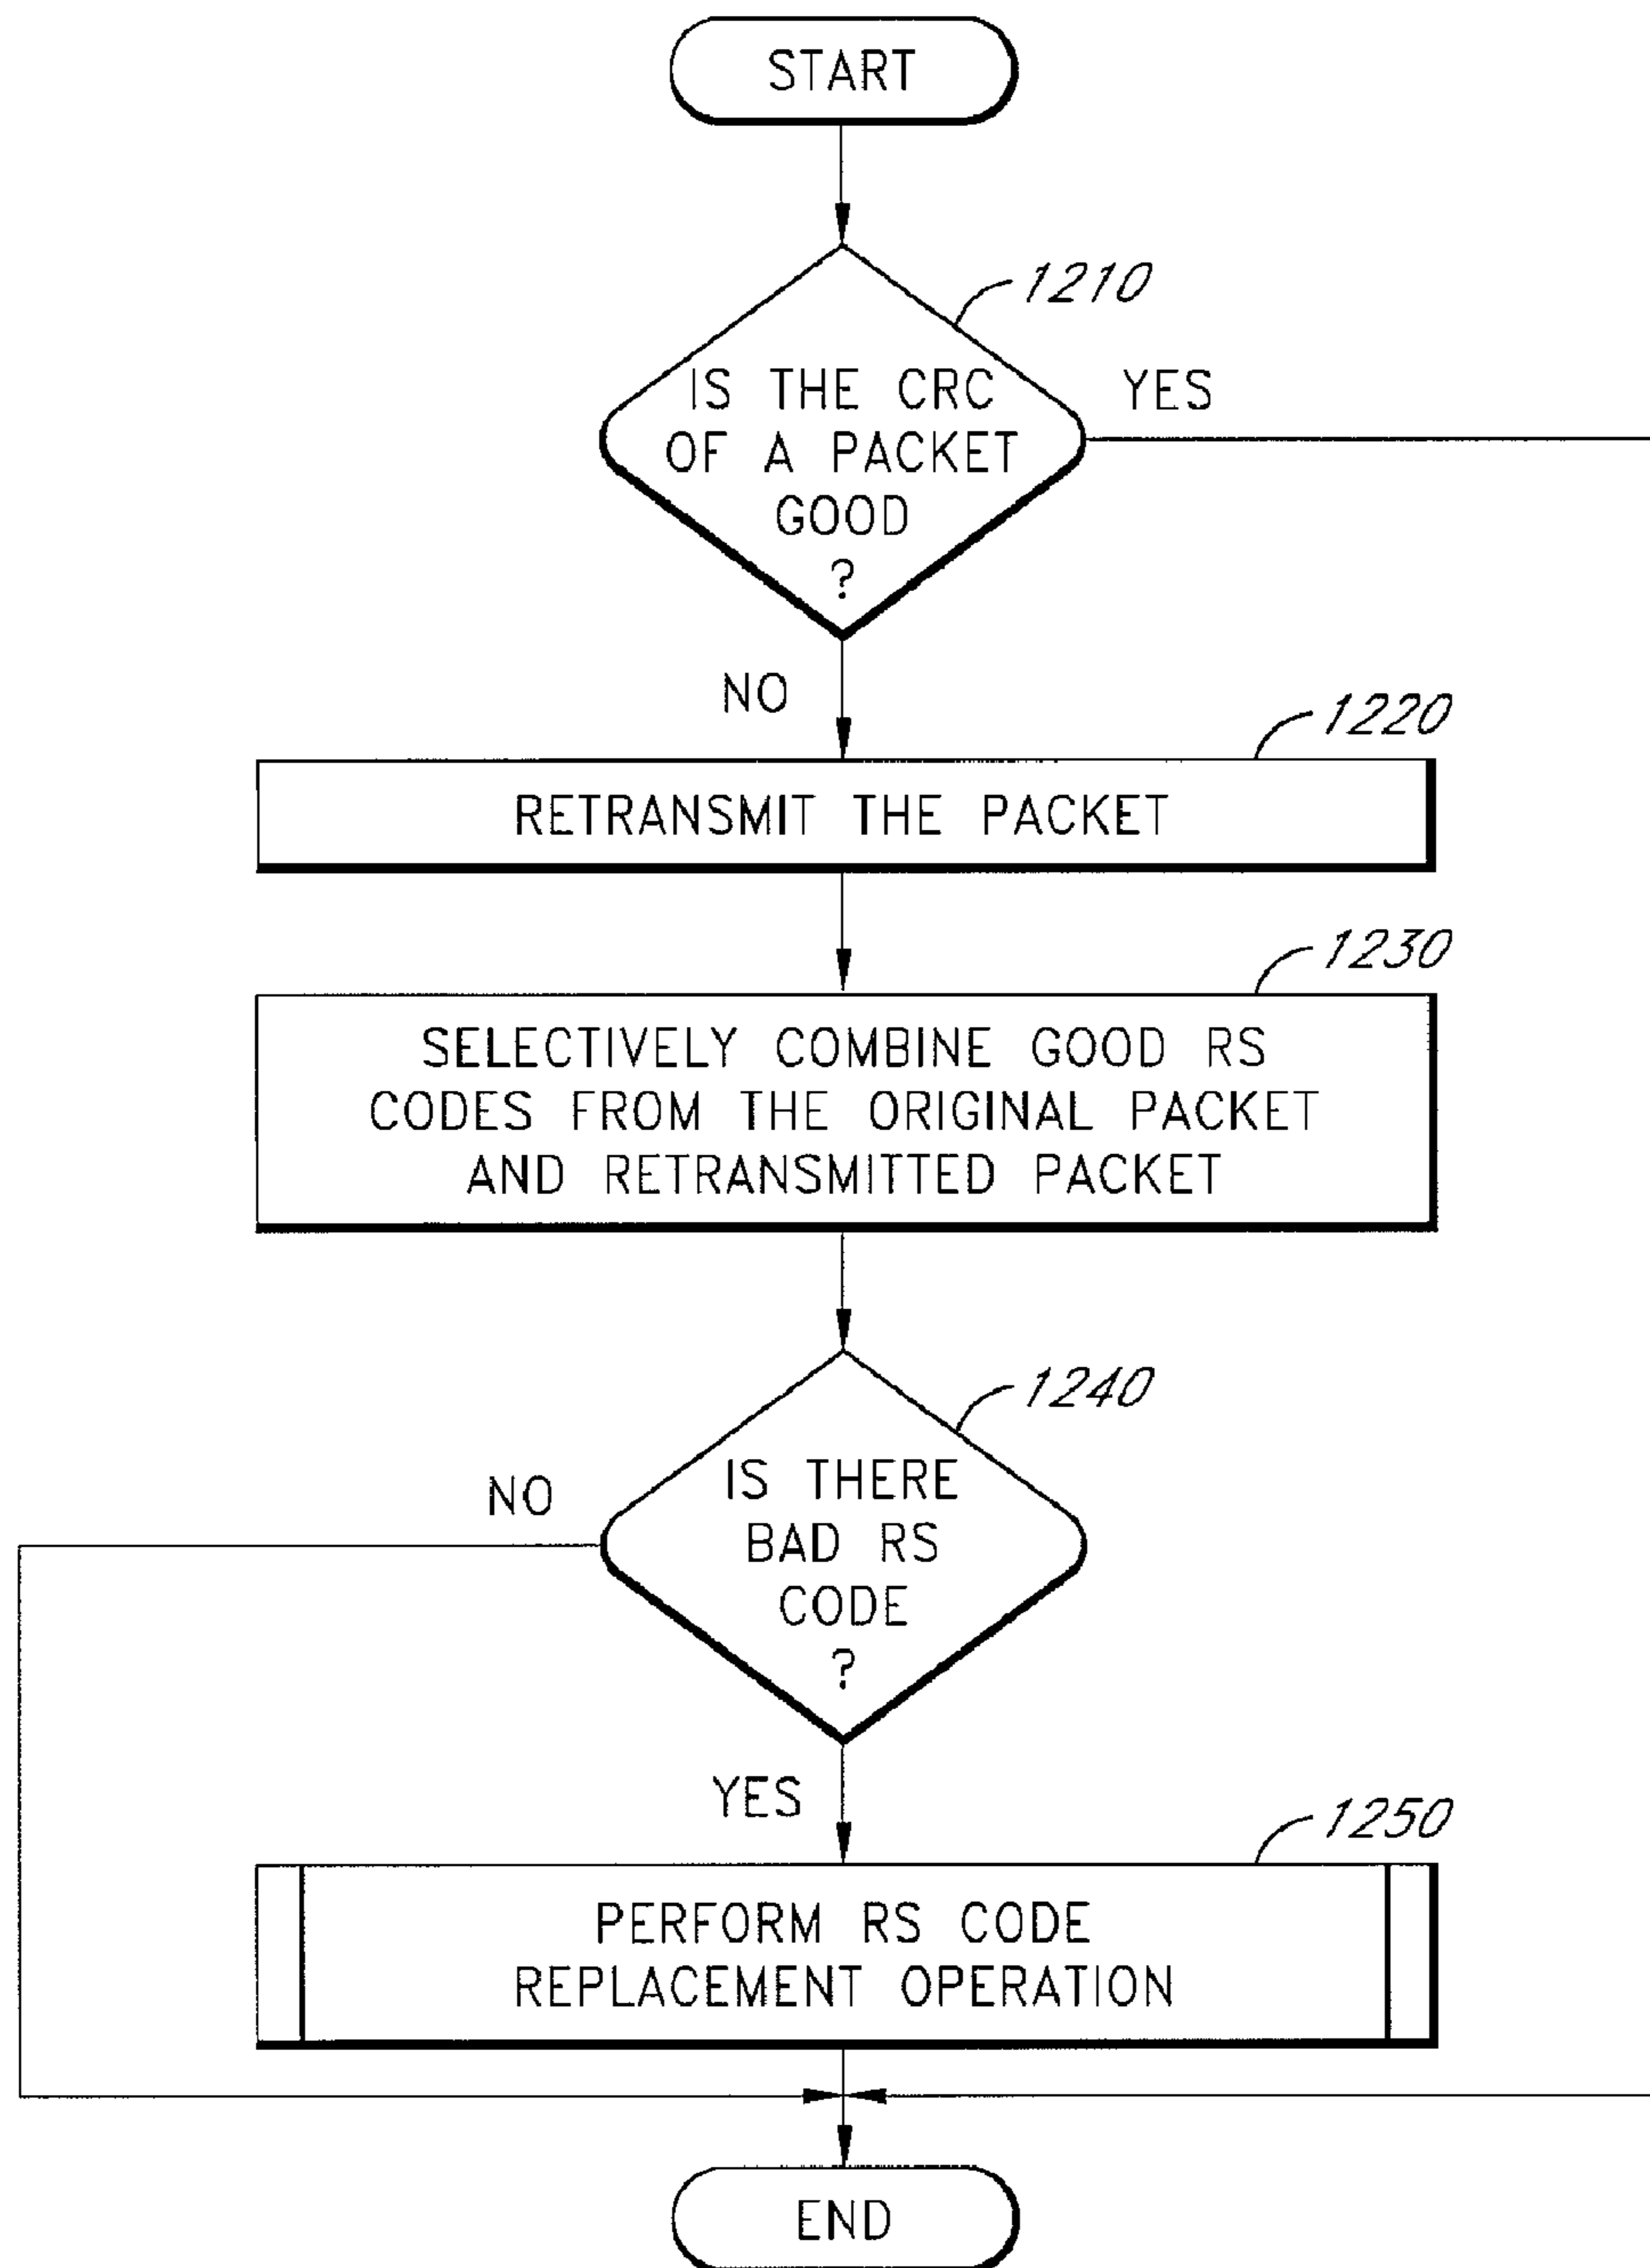 START
1210
IS THE CRC
OF A PACKET
GOOD
?
YES
NO
1220
RETRANSMIT THE PACKET
1230
SELECTIVELY COMBINE GOOD RS
CODES FROM THE ORIGINAL PACKET
AND RETRANSMITTED PACKET
1240
IS THERE
BAD RS
CODE
?
NO
YES
1250
PERFORM RS CODE
REPLACEMENT OPERATION
END